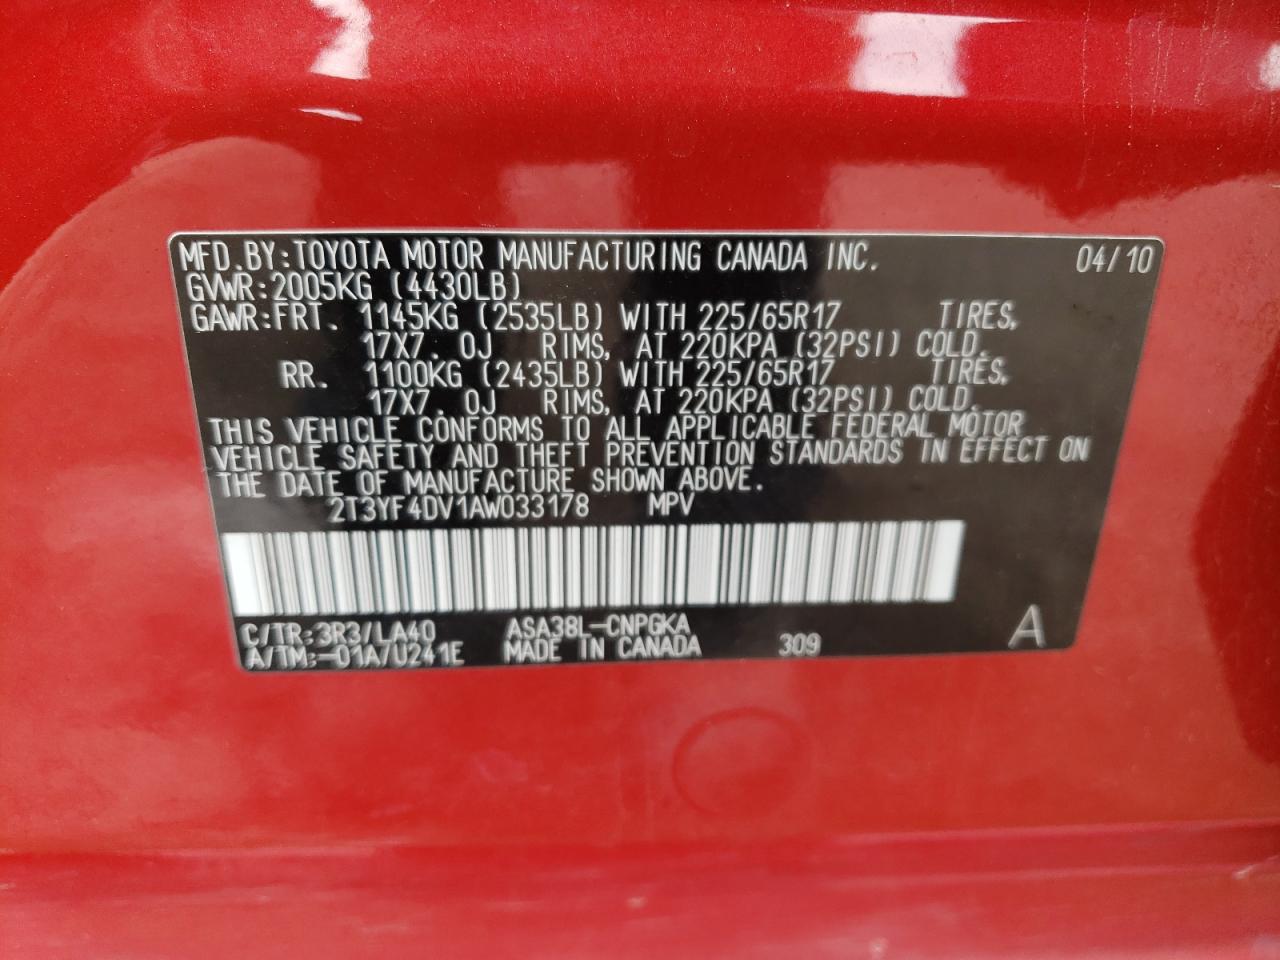 MFD.BY:TOYOTA MOTOR MANUFACTURING CANADA INC. 04/10
GVWR:2005KG (4430LB)
GAWR:FRT. 1145KG (2535LB) WITH 225/65R17 TIRES,
17X7.0J RIMS, AT 220KPA (32PSI) COLD.
RR. 1100KG (2435LB) WITH 225/65R17 TIRES,
17X7.0J RIMS, AT 220KPA (32PSI) COLD.
THIS VEHICLE CONFORMS TO ALL APPLICABLE FEDERAL MOTOR
VEHICLE SAFETY AND THEFT PREVENTION STANDARDS IN EFFECT ON
THE DATE OF MANUFACTURE SHOWN ABOVE.
2T3YF4DV1AW033178 MPV
C/TR:3R3/LA40 ASA38L-CNPGKA
A/TM:-01A/U241E MADE IN CANADA 309 A